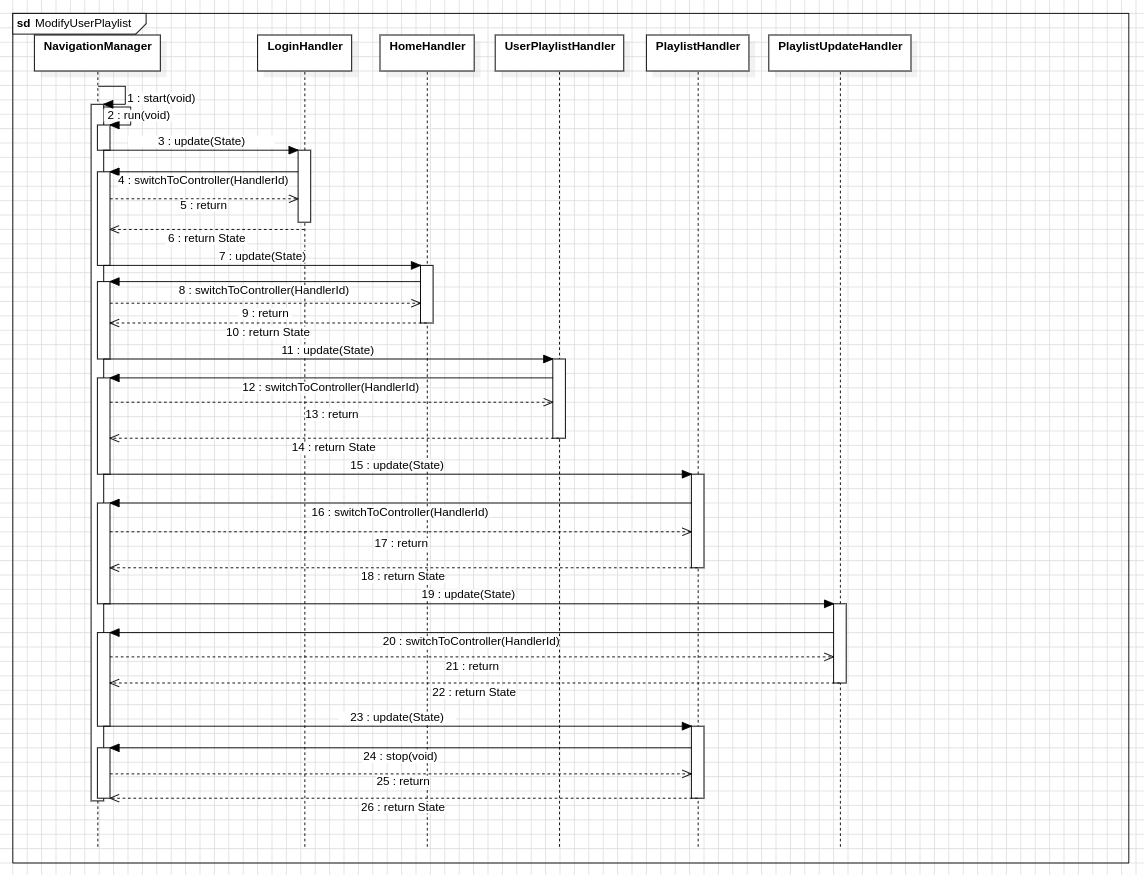 sd ModifyUserPlaylist
NavigationManager
LoginHandler
HomeHandler
UserPlaylistHandler
PlaylistHandler
PlaylistUpdateHandler
1 : start(void)
2 : run(void)
3 : update(State)
4 : switchToController(HandlerId)
5 : return
6 : return State
7 : update(State)
8 : switchToController(HandlerId)
9 : return
10 : return State
11 : update(State)
12 : switchToController(HandlerId)
13 : return
14 : return State
15 : update(State)
16 : switchToController(HandlerId)
17 : return
18 : return State
19 : update(State)
20 : switchToController(HandlerId)
21 : return
22 : return State
23 : update(State)
24 : stop(void)
25 : return
26 : return State